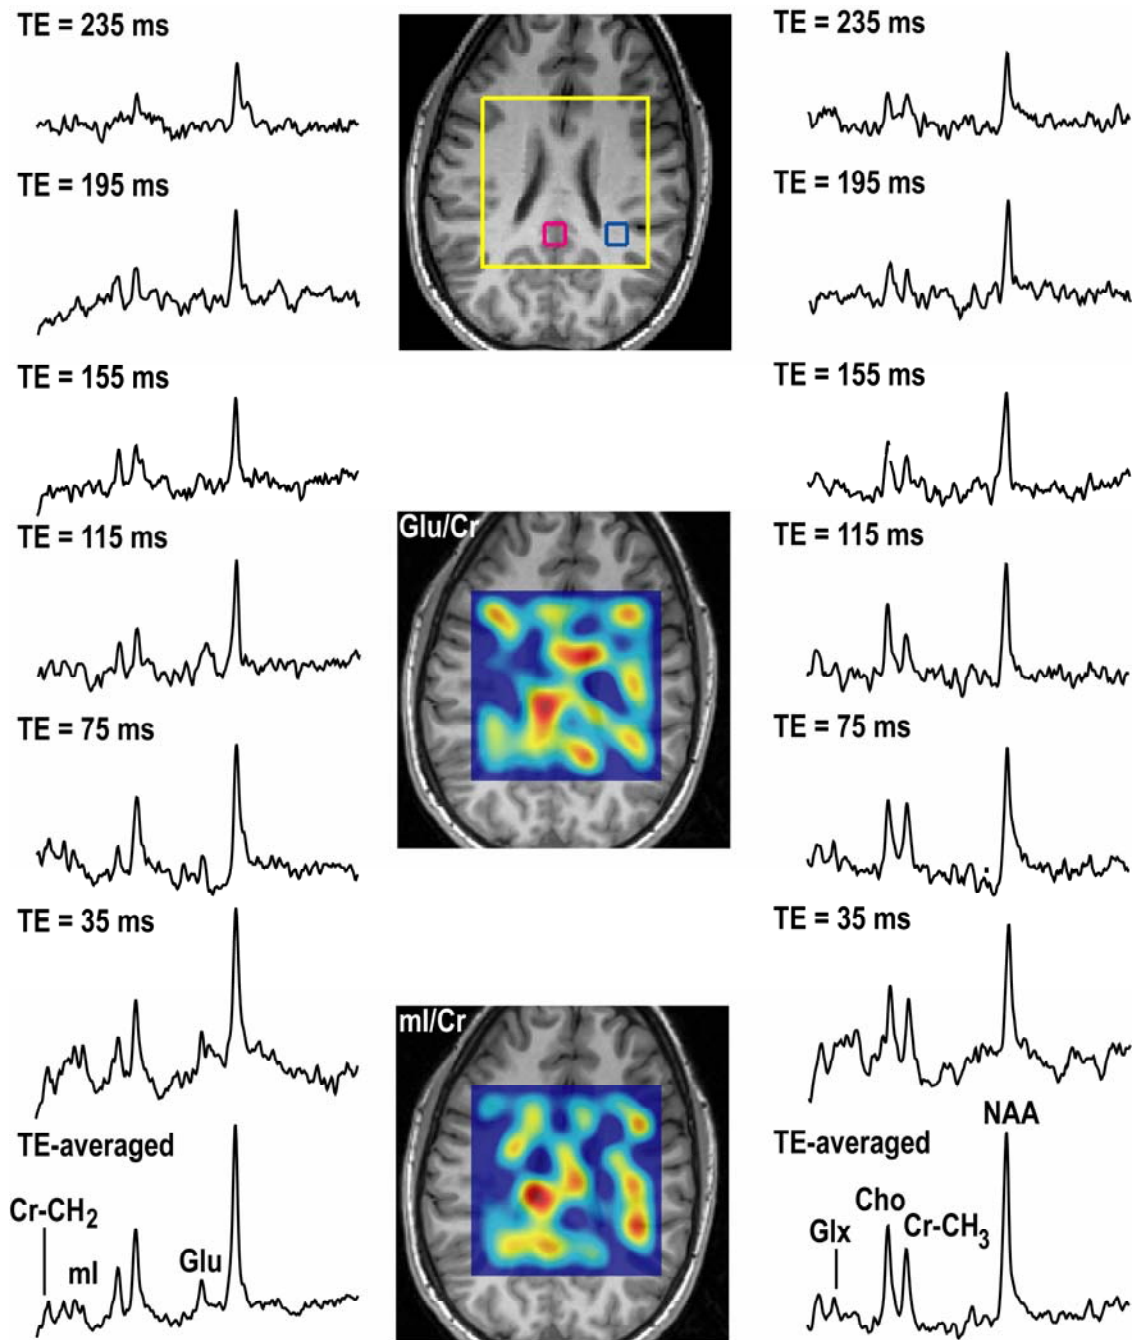 TE = 235 ms
TE = 235 ms
TE = 195 ms
TE = 195 ms
TE = 155 ms
TE = 155 ms
TE = 115 ms
Glu/Cr
TE = 115 ms
TE = 75 ms
TE = 75 ms
TE = 35 ms
TE = 35 ms
mI/Cr
TE-averaged
NAA
TE-averaged
Cr-CH₂
mI
Glu
Cho
Glx
Cr-CH₃